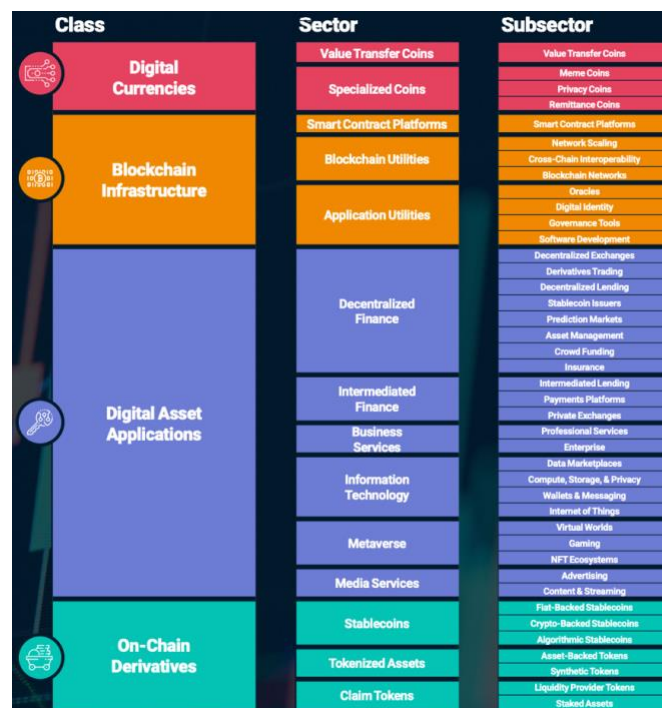 Class
Sector
Subsector
Digital
Currencies
Value Transfer Coins
Value Transfer Coins
Specialized Coins
Meme Coins
Privacy Coins
Remittance Coins
Blockchain
Infrastructure
Smart Contract Platforms
Smart Contract Platforms
Blockchain Utilities
Network Scaling
Cross-Chain Interoperability
Blockchain Networks
Application Utilities
Oracles
Digital Identity
Governance Tools
Software Development
Digital Asset
Applications
Decentralized
Finance
Decentralized Exchanges
Derivatives Trading
Decentralized Lending
Stablecoin Issuers
Prediction Markets
Asset Management
Crowd Funding
Insurance
Intermediated
Finance
Intermediated Lending
Payments Platforms
Private Exchanges
Business
Services
Professional Services
Enterprise
Information
Technology
Data Marketplaces
Compute, Storage, & Privacy
Wallets & Messaging
Internet of Things
Metaverse
Virtual Worlds
Gaming
NFT Ecosystems
Media Services
Advertising
Content & Streaming
On-Chain
Derivatives
Stablecoins
Fiat-Backed Stablecoins
Crypto-Backed Stablecoins
Algorithmic Stablecoins
Tokenized Assets
Asset-Backed Tokens
Synthetic Tokens
Claim Tokens
Liquidity Provider Tokens
Staked Assets